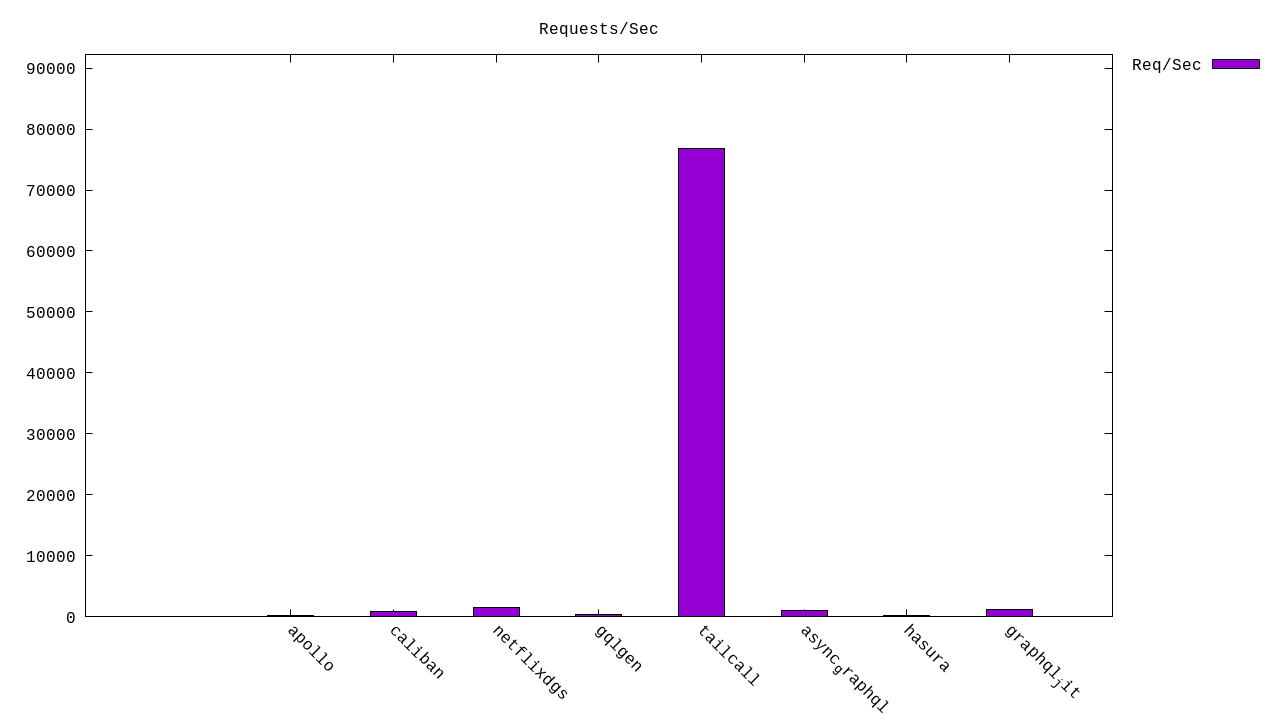 Requests/Sec
Req/Sec
90000
80000
70000
60000
50000
40000
30000
20000
10000
0
apollo
caliban
netflixdgs
gqlgen
tailcall
async_graphql
hasura
graphql_jit